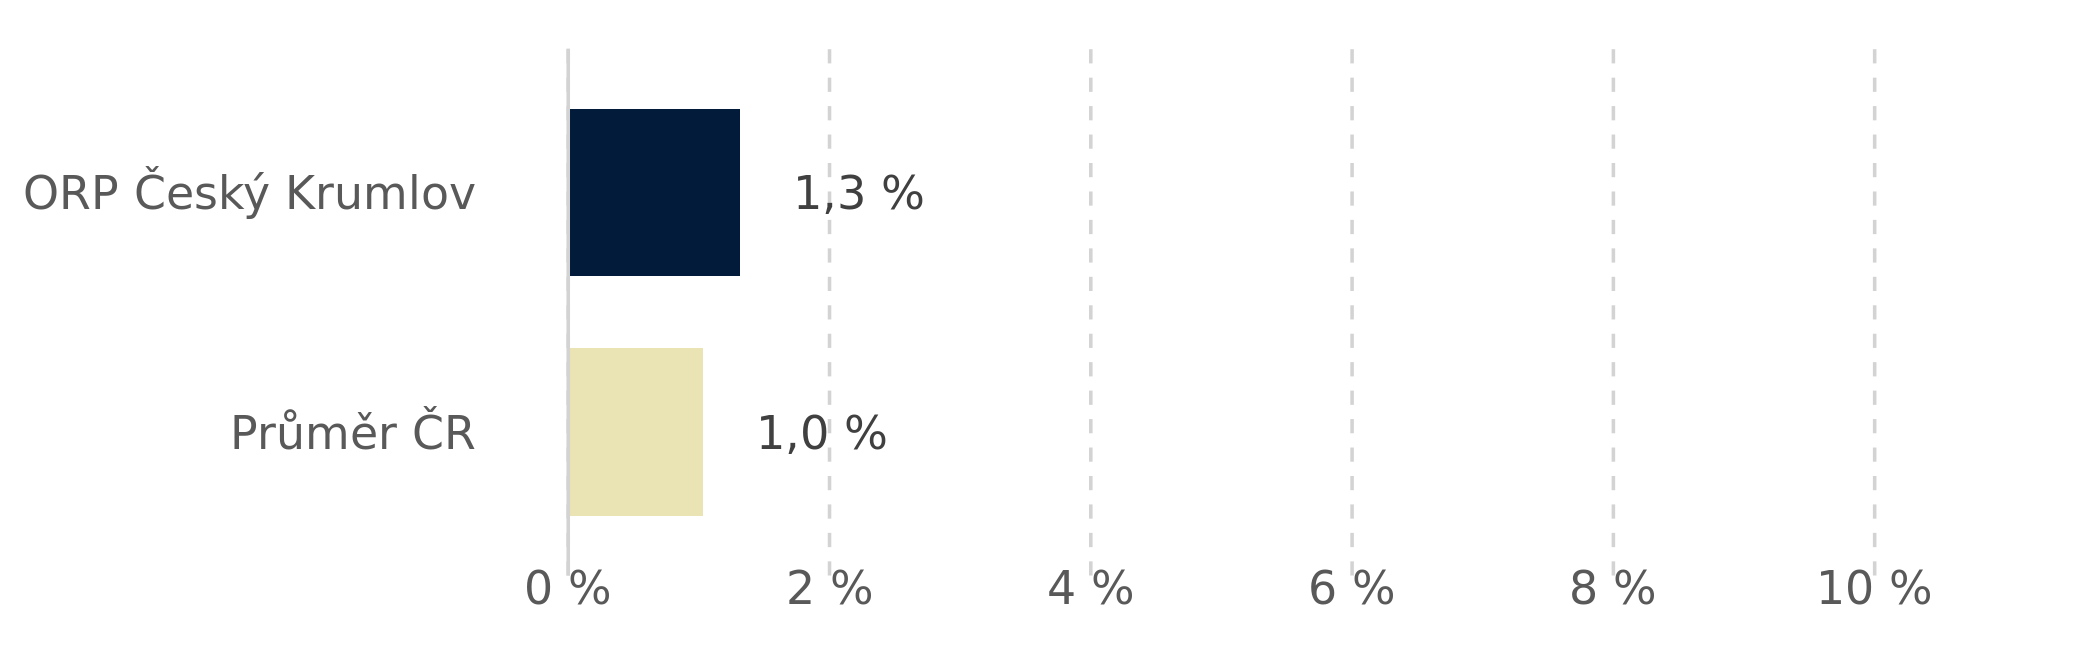 ORP Český Krumlov
1,3 %
Průměr ČR
1,0 %
0 % 2 % 4 % 6 % 8 % 10 %